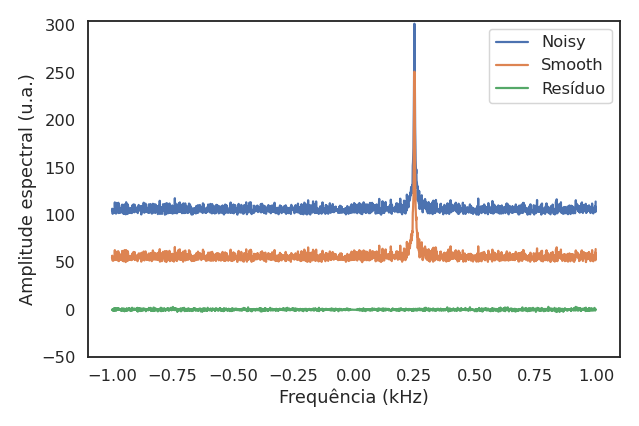 Noisy
Smooth
Resíduo
Amplitude espectral (u.a.)
300
250
200
150
100
50
0
−50
−1.00 −0.75 −0.50 −0.25 0.00 0.25 0.50 0.75 1.00
Frequência (kHz)